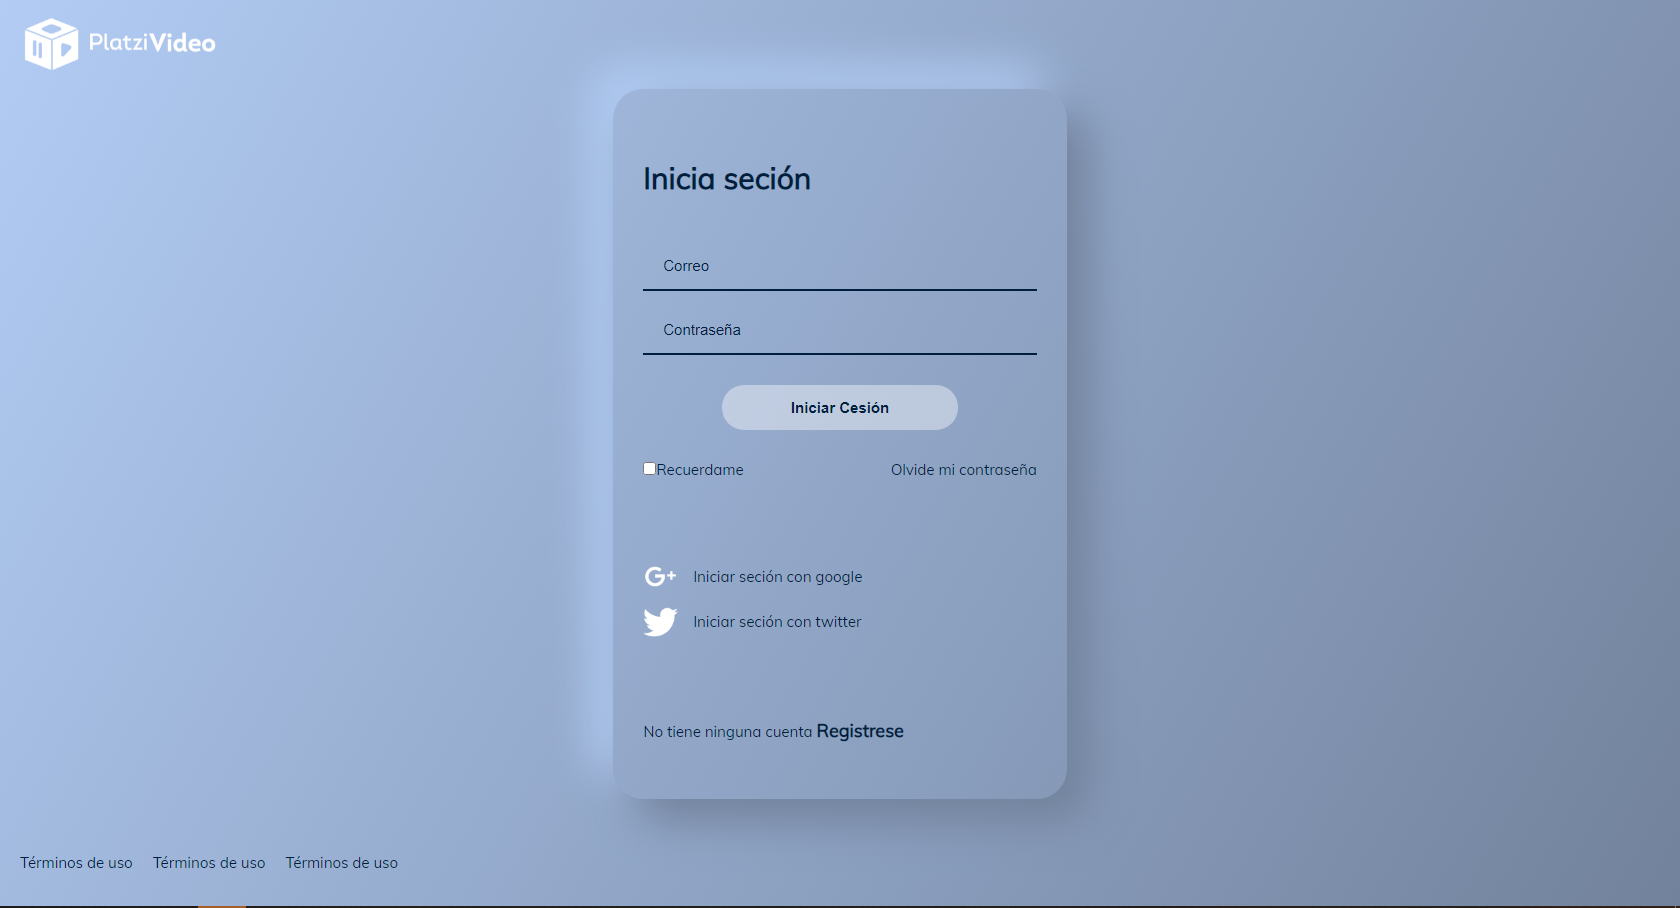 PlatziVideo
Inicia seción
Correo
Contraseña
Iniciar Cesión
Recuerdame
Olvide mi contraseña
G+ Iniciar seción con google
Iniciar seción con twitter
No tiene ninguna cuenta Registrese
Términos de uso Términos de uso Términos de uso